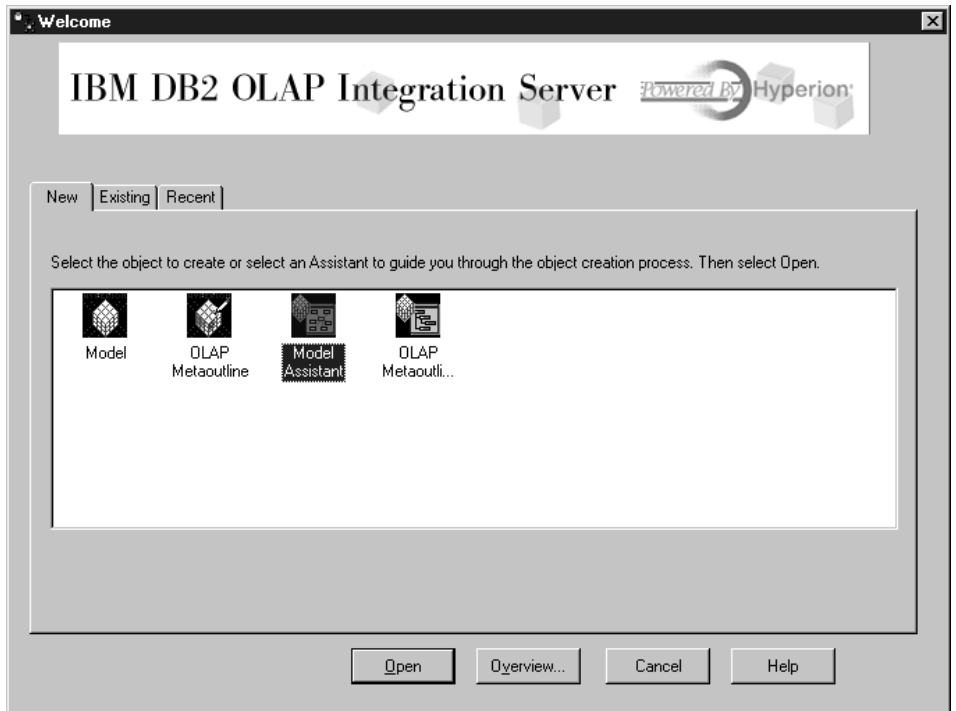 Welcome
IBM DB2 OLAP Integration Server Powered By Hyperion
New Existing Recent
Select the object to create or select an Assistant to guide you through the object creation process. Then select Open.
Model OLAP Metaoutline Model Assistant OLAP Metaoutli...
Open Overview... Cancel Help